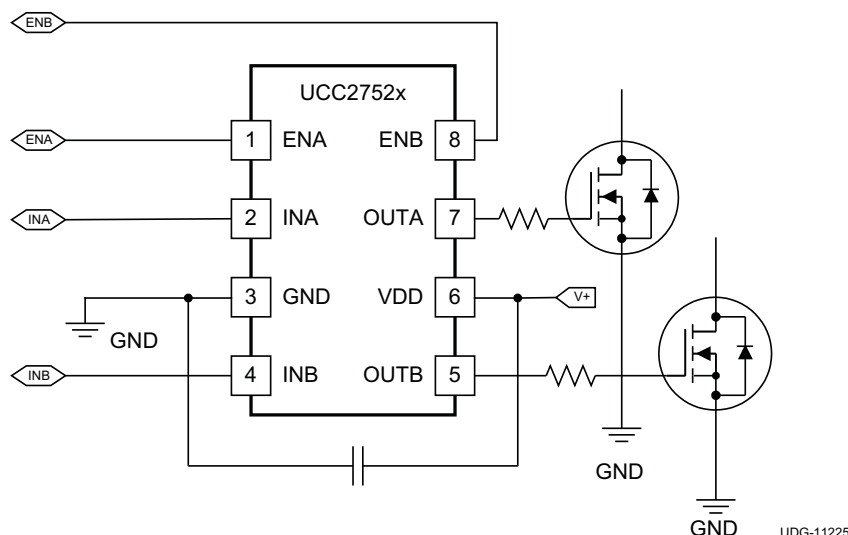 ENB
UCC2752x
ENA 1 ENA ENB 8
INA 2 INA OUTA 7
3 GND VDD 6 V+
GND
INB 4 INB OUTB 5
GND
GND
UDG-11225